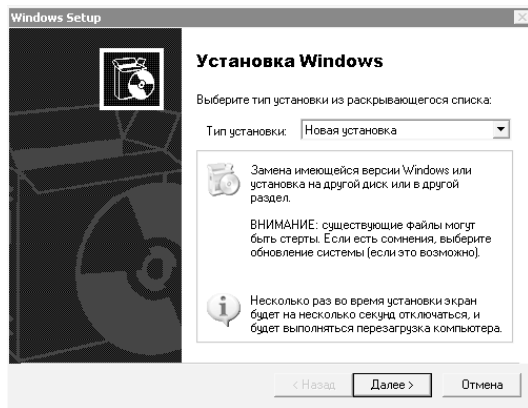 Windows Setup
Установка Windows
Выберите тип установки из раскрывающегося списка:
Тип установки: Новая установка
Замена имеющейся версии Windows или
установка на другой диск или в другой
раздел.
ВНИМАНИЕ: существующие файлы могут
быть стерты. Если есть сомнения, выберите
обновление системы (если это возможно).
Несколько раз во время установки экран
будет на несколько секунд отключаться, и
будет выполняться перезагрузка компьютера.
< Назад Далее > Отмена